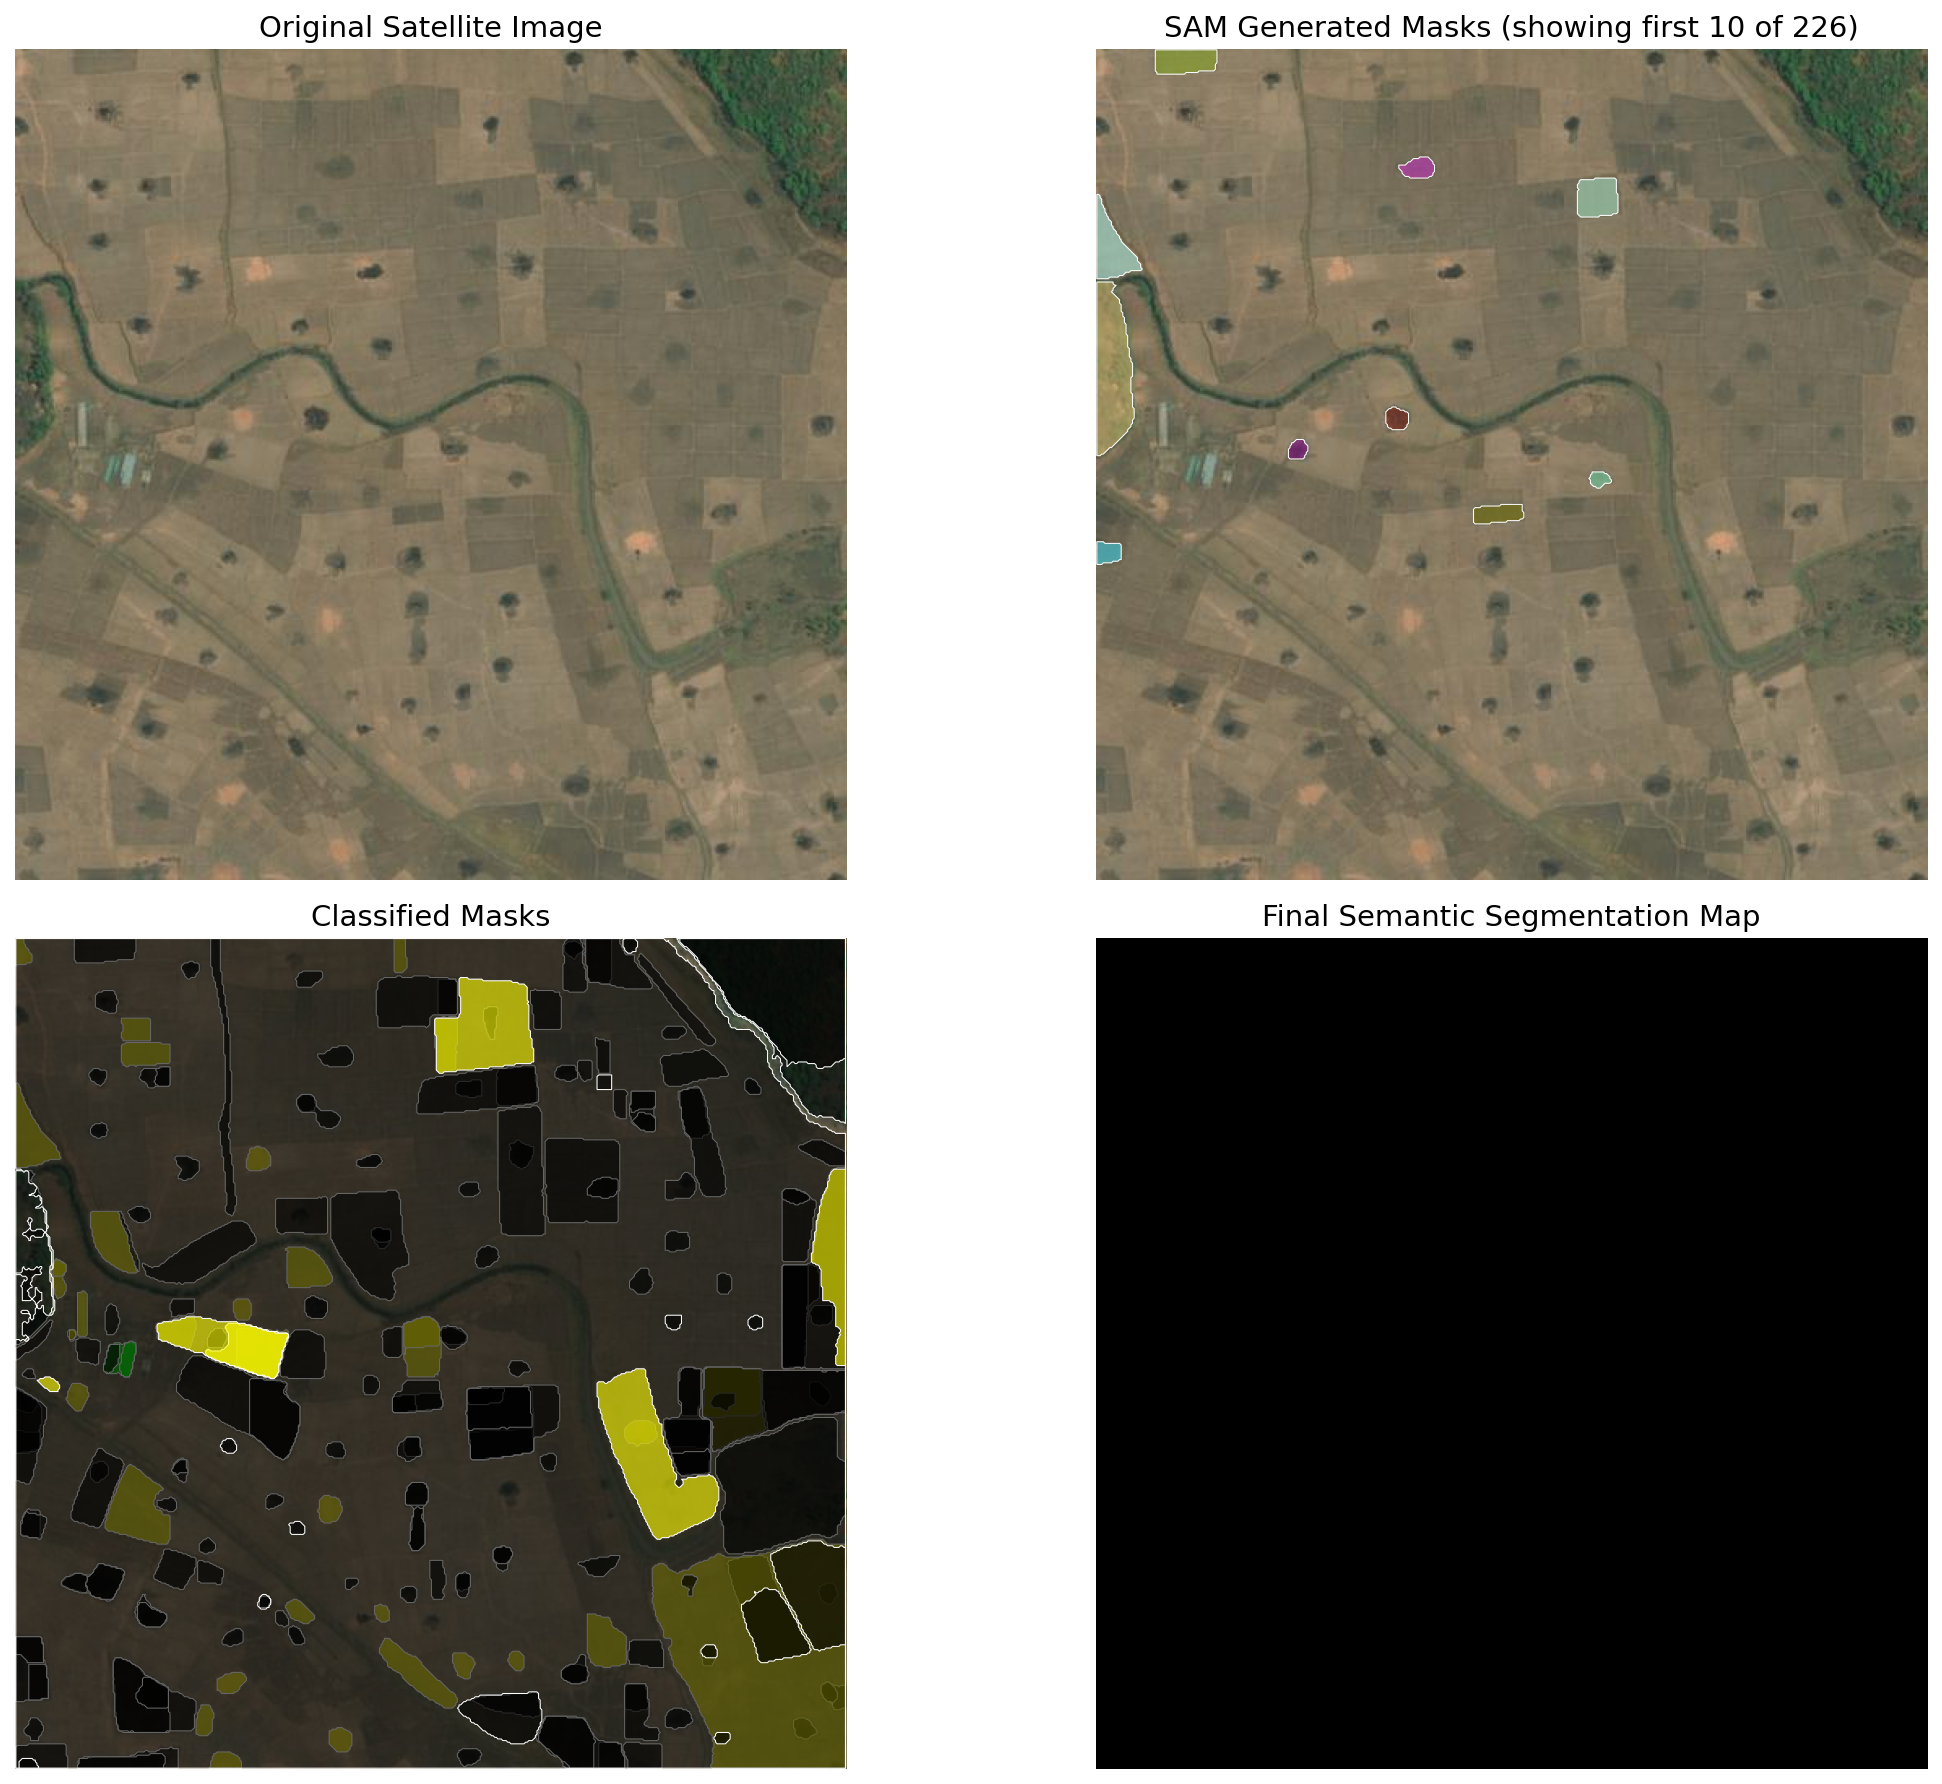 Original Satellite Image
SAM Generated Masks (showing first 10 of 226)
Classified Masks
Final Semantic Segmentation Map